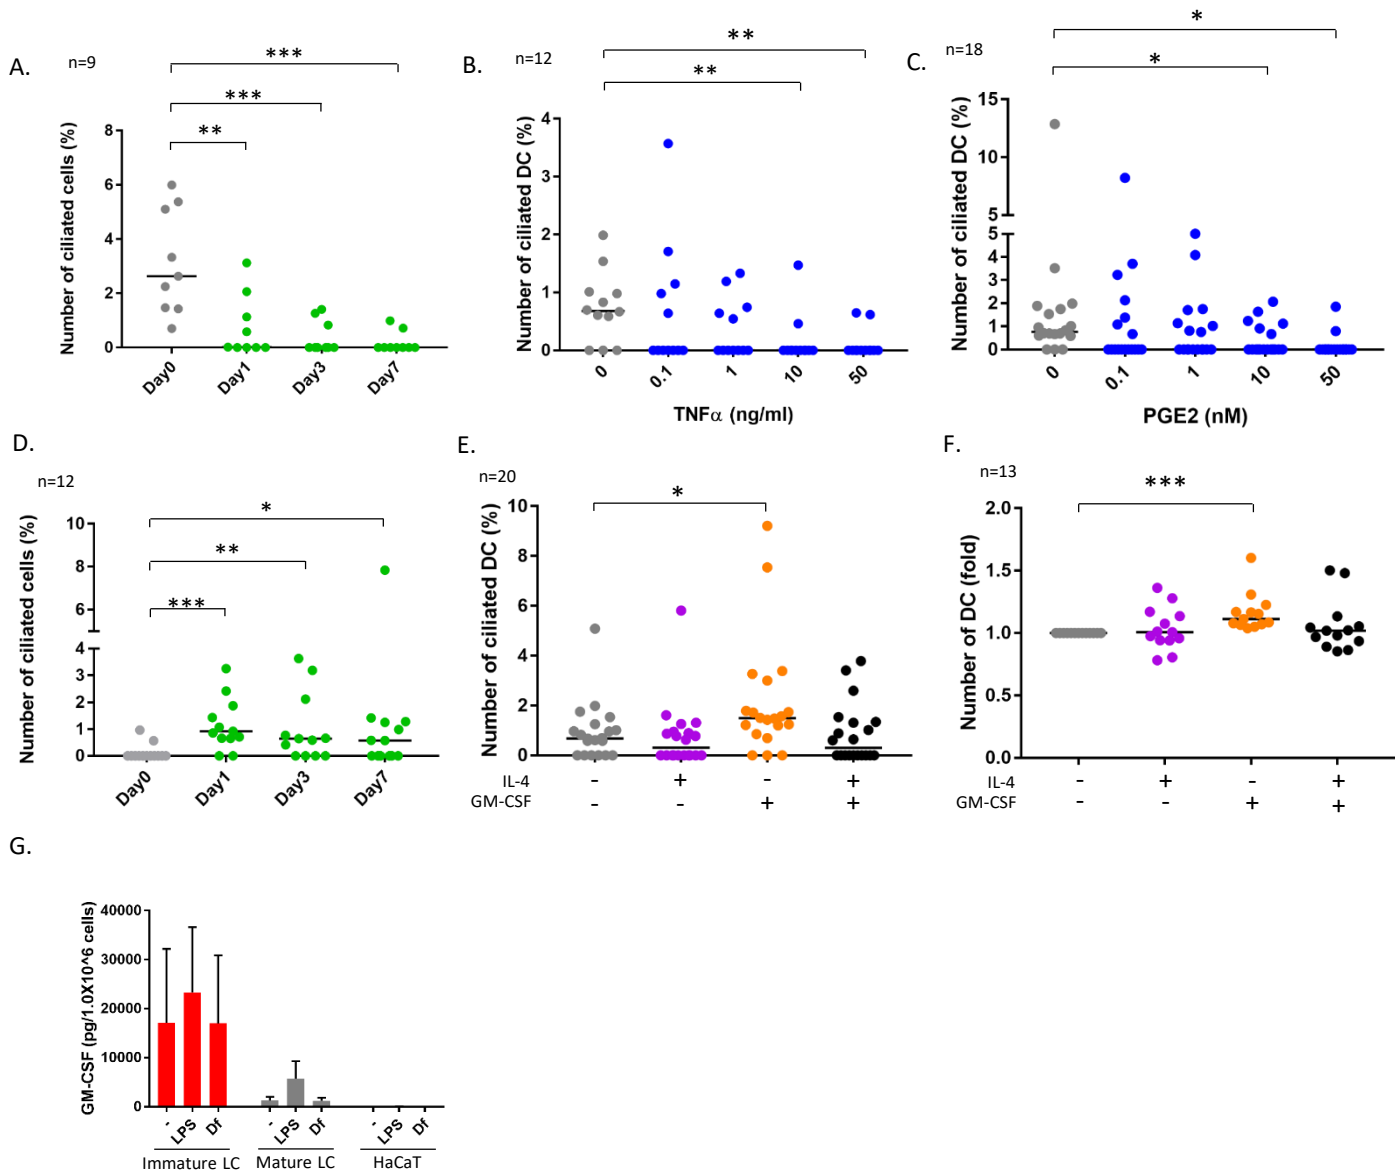 A.
n=9
***
***
**
Number of ciliated cells (%)
8
6
4
2
0
Day0
Day1
Day3
Day7
B.
n=12
**
**
Number of ciliated DC (%)
4
3
2
1
0
0
0.1
1
10
50
TNFα (ng/ml)
C.
n=18
*
*
Number of ciliated DC (%)
15
10
5
5
4
3
2
1
0
0
0.1
1
10
50
PGE2 (nM)
D.
n=12
*
**
***
Number of ciliated cells (%)
10
8
6
4
3
2
1
0
Day0
Day1
Day3
Day7
E.
n=20
*
Number of ciliated DC (%)
10
8
6
4
2
0
IL-4
- + - +
GM-CSF
- - + +
F.
n=13
***
Number of DC (fold)
2.0
1.5
1.0
0.5
0.0
IL-4
- + - +
GM-CSF
- - + +
G.
GM-CSF (pg/1.0X10^6 cells)
40000
30000
20000
10000
0
- LPS Df - LPS Df - LPS Df
Immature LC Mature LC HaCaT